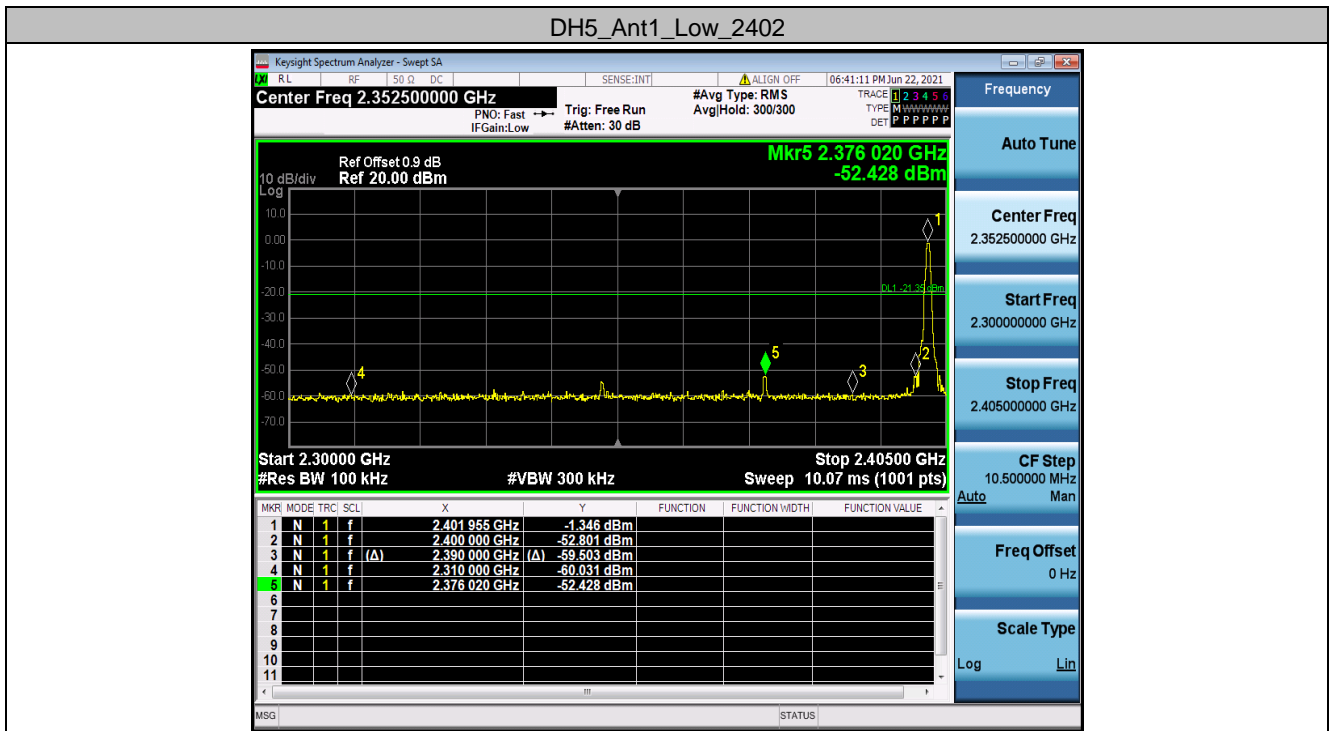 DH5_Ant1_Low_2402
Keysight Spectrum Analyzer - Swept SA
LXI RL RF 50 Ω DC SENSE:INT ALIGN OFF 06:41:11 PM Jun 22, 2021
Center Freq 2.352500000 GHz
PNO: Fast
IFGain:Low
Trig: Free Run
#Atten: 30 dB
#Avg Type: RMS
Avg|Hold: 300/300
TRACE 1 2 3 4 5 6
TYPE M WWWWW
DET P P P P P P
Ref Offset 0.9 dB
10 dB/div Ref 20.00 dBm
Log
Mkr5 2.376 020 GHz
-52.428 dBm
10.0
0.00
-10.0
-20.0
-30.0
-40.0
-50.0
-60.0
-70.0
DL1 -21.35 dBm
1
2
3
4
5
Start 2.30000 GHz Stop 2.40500 GHz
#Res BW 100 kHz #VBW 300 kHz Sweep 10.07 ms (1001 pts)
MKR MODE TRC SCL X Y FUNCTION FUNCTION WIDTH FUNCTION VALUE
1 N 1 f 2.401 955 GHz -1.346 dBm
2 N 1 f 2.400 000 GHz -52.801 dBm
3 N 1 f (Δ) 2.390 000 GHz (Δ) -59.503 dBm
4 N 1 f 2.310 000 GHz -60.031 dBm
5 N 1 f 2.376 020 GHz -52.428 dBm
6
7
8
9
10
11
MSG STATUS
Frequency
Auto Tune
Center Freq
2.352500000 GHz
Start Freq
2.300000000 GHz
Stop Freq
2.405000000 GHz
CF Step
10.500000 MHz
Auto Man
Freq Offset
0 Hz
Scale Type
Log Lin